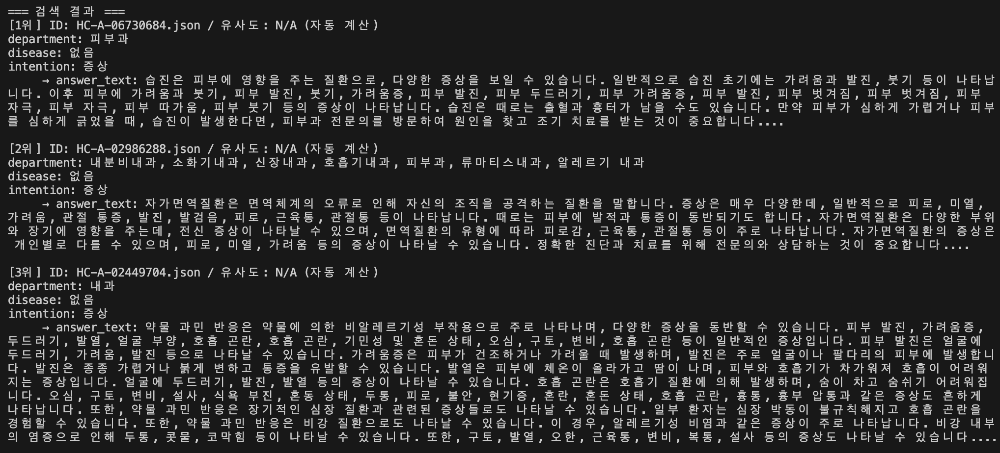 === 검색 결과 ===
[1위] ID: HC-A-06730684.json / 유사도: N/A (자동 계산)
department: 피부과
disease: 없음
intention: 증상
→ answer_text: 습진은 피부에 영향을 주는 질환으로, 다양한 증상을 보일 수 있습니다. 일반적으로 습진 초기에는 가려움과 발진, 붓기 등이 나타납
니다. 이후 피부에 가려움과 붓기, 피부 발진, 붓기, 가려움증, 피부 발진, 피부 두드러기, 피부 가려움증, 피부 발진, 피부 벗겨짐, 피부 벗겨짐, 피부
자극, 피부 자극, 피부 따가움, 피부 붓기 등의 증상이 나타납니다. 습진은 때로는 출혈과 흉터가 남을 수도 있습니다. 만약 피부가 심하게 가렵거나 피부
를 심하게 긁었을 때, 습진이 발생한다면, 피부과 전문의를 방문하여 원인을 찾고 조기 치료를 받는 것이 중요합니다....
[2위] ID: HC-A-02986288.json / 유사도: N/A (자동 계산)
department: 내분비내과, 소화기내과, 신장내과, 호흡기내과, 피부과, 류마티스내과, 알레르기 내과
disease: 없음
intention: 증상
→ answer_text: 자가면역질환은 면역체계의 오류로 인해 자신의 조직을 공격하는 질환을 말합니다. 증상은 매우 다양한데, 일반적으로 피로, 미열,
가려움, 관절 통증, 발진, 발검음, 피로, 근육통, 관절통 등이 나타납니다. 때로는 피부에 발적과 통증이 동반되기도 합니다. 자가면역질환은 다양한 부위
와 장기에 영향을 주는데, 전신 증상이 나타날 수 있으며, 면역질환의 유형에 따라 피로감, 근육통, 관절통 등이 주로 나타납니다. 자가면역질환의 증상은
개인별로 다를 수 있으며, 피로, 미열, 가려움 등의 증상이 나타날 수 있습니다. 정확한 진단과 치료를 위해 전문의와 상담하는 것이 중요합니다....
[3위] ID: HC-A-02449704.json / 유사도: N/A (자동 계산)
department: 내과
disease: 없음
intention: 증상
→ answer_text: 약물 과민 반응은 약물에 의한 비알레르기성 부작용으로 주로 나타나며, 다양한 증상을 동반할 수 있습니다. 피부 발진, 가려움증,
두드러기, 발열, 얼굴 부양, 호흡 곤란, 호흡 곤란, 기민성 및 혼돈 상태, 오심, 구토, 변비, 호흡 곤란 등이 일반적인 증상입니다. 피부 발진은 얼굴에
두드러기, 가려움, 발진 등으로 나타날 수 있습니다. 가려움증은 피부가 건조하거나 가려울 때 발생하며, 발진은 주로 얼굴이나 팔다리의 피부에 발생합니
다. 발진은 종종 가렵거나 붉게 변하고 통증을 유발할 수 있습니다. 발열은 피부에 체온이 올라가고 땀이 나며, 피부와 호흡기가 차가워져 호흡이 어려워
지는 증상입니다. 얼굴에 두드러기, 발진, 발열 등의 증상이 나타날 수 있습니다. 호흡 곤란은 호흡기 질환에 의해 발생하며, 숨이 차고 숨쉬기 어려워집
니다. 오심, 구토, 변비, 설사, 식욕 부진, 혼동 상태, 두통, 피로, 불안, 현기증, 혼란, 혼돈 상태, 호흡 곤란, 흉통, 흉부 압통과 같은 증상도 흔하게
나타납니다. 또한, 약물 과민 반응은 장기적인 심장 질환과 관련된 증상들로도 나타날 수 있습니다. 일부 환자는 심장 박동이 불규칙해지고 호흡 곤란을
경험할 수 있습니다. 또한, 약물 과민 반응은 비강 질환으로도 나타날 수 있습니다. 이 경우, 알레르기성 비염과 같은 증상이 주로 나타납니다. 비강 내부
의 염증으로 인해 두통, 콧물, 코막힘 등이 나타날 수 있습니다. 또한, 구토, 발열, 오한, 근육통, 변비, 복통, 설사 등의 증상도 나타날 수 있습니다....